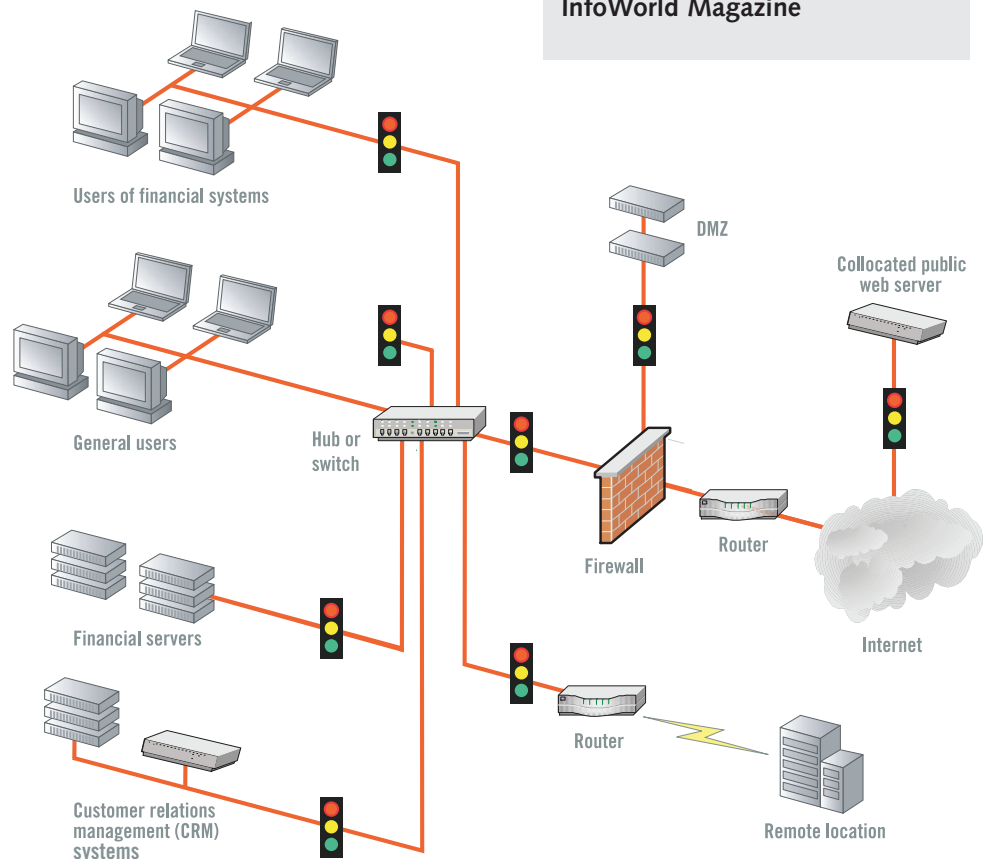 InfoWorld Magazine
Users of financial systems
DMZ
Collocated public
web server
General users
Hub or
switch
Firewall
Router
Internet
Financial servers
Router
Customer relations
management (CRM)
systems
Remote location